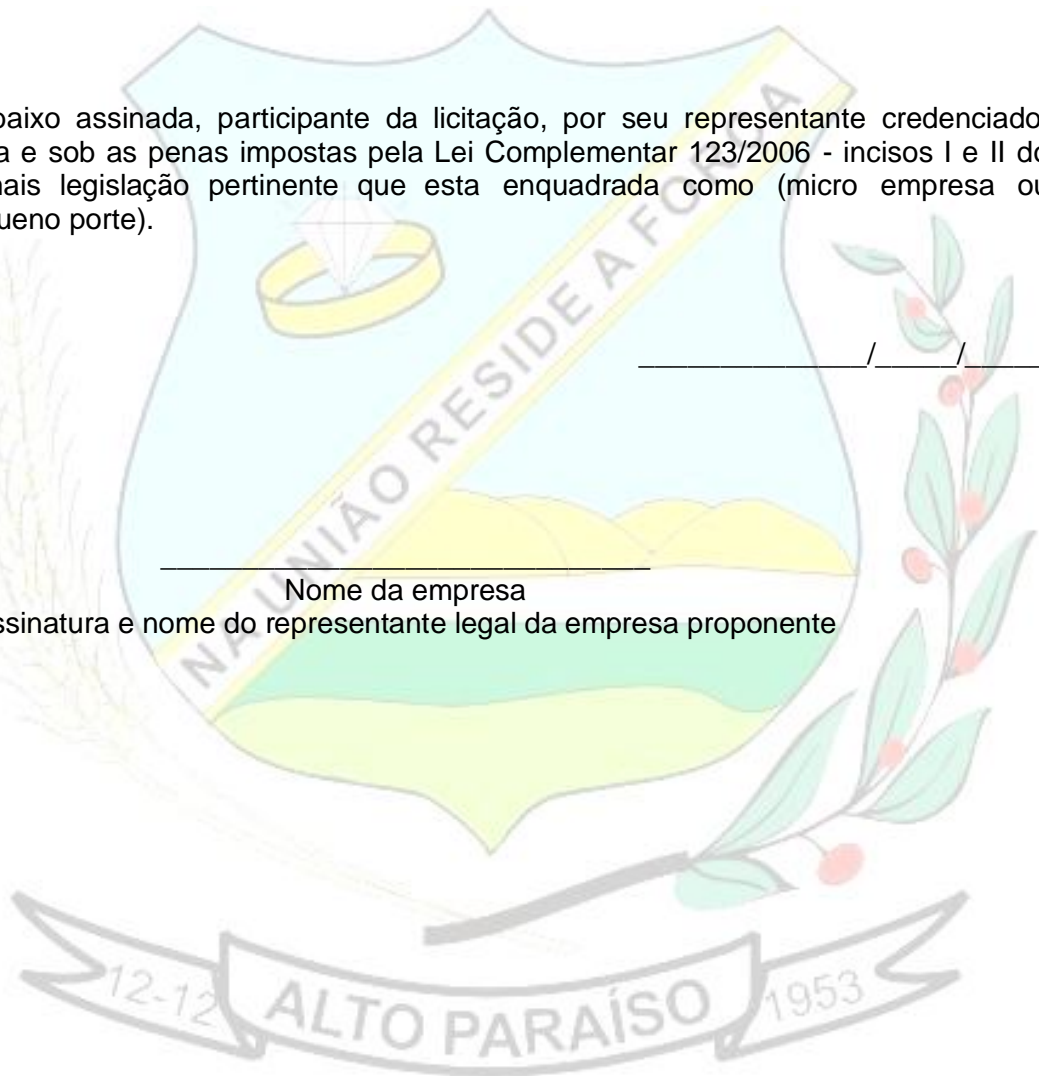 baixo assinada, participante da licitação, por seu representante credenciado
a e sob as penas impostas pela Lei Complementar 123/2006 - incisos I e II do
nais legislação pertinente que esta enquadrada como (micro empresa ou
ueno porte).
______________/_____/_____
______________________________
Nome da empresa
ssinatura e nome do representante legal da empresa proponente
NA UNIÃO RESIDE A FORÇA
12-12 ALTO PARAÍSO 1953